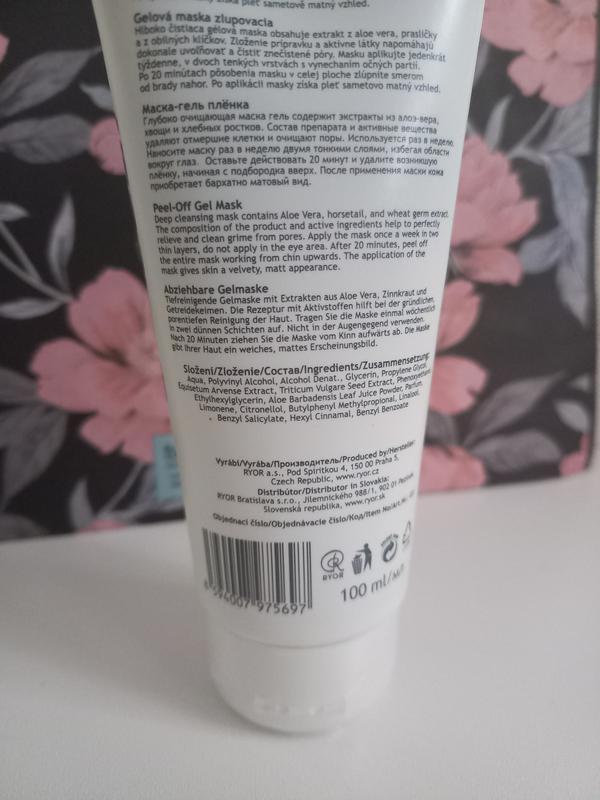 získá pleť sametově matný vzhled.
Gelová maska zlupovacia
Hlboko čistiaca gélová maska obsahuje extrakt z aloe vera, prasličky
a z obilných klíčkov. Zloženie prípravku a aktívne látky napomáhajú
dokonale uvoľňovať a čistiť znečistené póry. Masku aplikujte jedenkrát
týždenne, v dvoch tenkých vrstvách s vynechaním očných partií.
Po 20 minútach pôsobenia masku v celej ploche zlúpnite smerom
od brady nahor. Po aplikácii masky získa pleť sametovo matný vzhled.
Маска-гель плёнка
Глубоко очищающая маска гель содержит экстракты из алоэ-вера,
хвощи и хлебных ростков. Состав препарата и активные вещества
удаляют отмершие клетки и очищают поры. Используется раз в неделю.
Наносите маску раз в неделю двумя тонкими слоями, избегая области
вокруг глаз. Оставьте действовать 20 минут и удалите возникшую
плёнку, начиная с подбородка вверх. После применения маски кожа
приобретает бархатно матовый вид.
Peel-Off Gel Mask
Deep cleansing mask contains Aloe Vera, horsetail, and wheat germ extract.
The composition of the product and active ingredients help to perfectly
relieve and clean grime from pores. Apply the mask once a week in two
thin layers, do not apply in the eye area. After 20 minutes, peel off
the entire mask working from chin upwards. The application of the
mask gives skin a velvety, matt appearance.
Abziehbare Gelmaske
Tiefreinigende Gelmaske mit Extrakten aus Aloe Vera, Zinnkraut und
Getreidekeimen. Die Rezeptur mit Aktivstoffen hilft bei der gründlichen,
porentiefen Reinigung der Haut. Tragen Sie die Maske einmal wöchentlich
in zwei dünnen Schichten auf. Nicht in der Augengegend verwenden.
Nach 20 Minuten ziehen Sie die Maske vom Kinn aufwärts ab. Die Maske
gibt Ihrer Haut ein weiches, mattes Erscheinungsbild.
Složení/Zloženie/Состав/Ingredients/Zusammensetzung:
Aqua, Polyvinyl Alcohol, Alcohol Denat., Glycerin, Propylene Glycol,
Equisetum Arvense Extract, Triticum Vulgare Seed Extract, Phenoxyethanol,
Ethylhexylglycerin, Aloe Barbadensis Leaf Juice Powder, Parfum,
Limonene, Citronellol, Butylphenyl Methylpropional, Linalool,
Benzyl Salicylate, Hexyl Cinnamal, Benzyl Benzoate
Vyrábí/Vyrába/Производитель/Produced by/Hersteller:
RYOR a.s., Pod Spiritkou 4, 150 00 Praha 5,
Czech Republic, www.ryor.cz
Distribútor/Distributor in Slovakia:
RYOR Bratislava s.r.o., Jilemnického 988/1, 902 01 Pezinok,
Slovenská republika, www.ryor.sk
Objednací číslo/Objednávacie číslo/Код/Item No/Art. Nr.:
8 594007 975697
RYOR
100 ml/мл